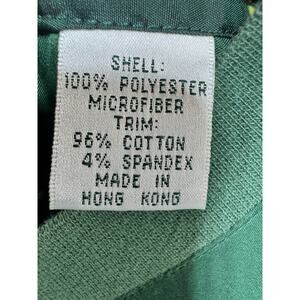 SHELL:
100% POLYESTER
MICROFIBER
TRIM:
96% COTTON
4% SPANDEX
MADE IN
HONG KONG